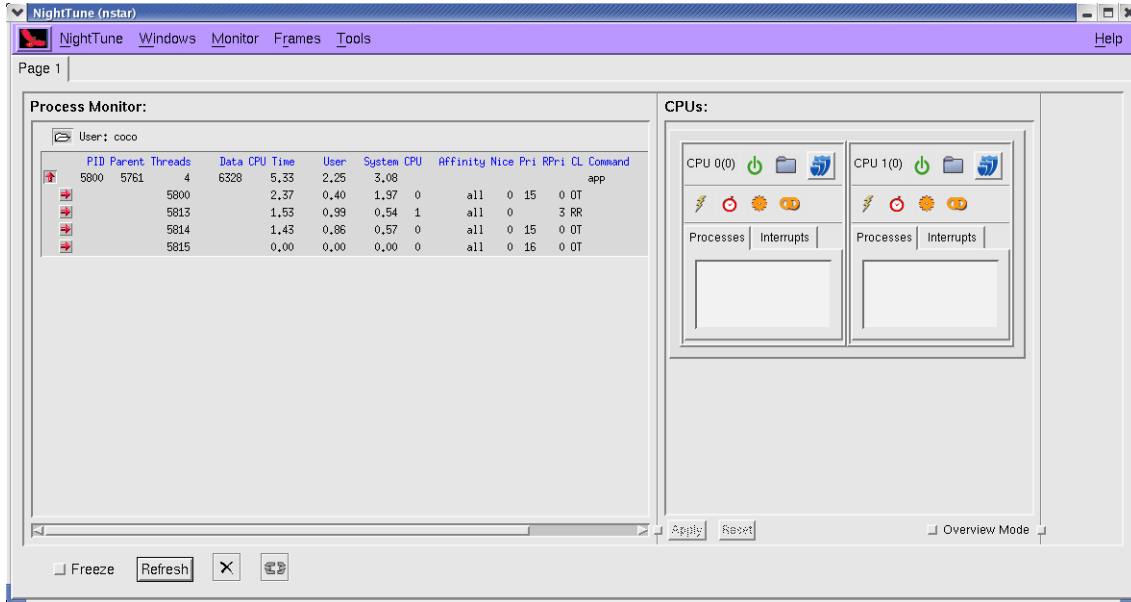 NightTune (nstar)
NightTune Windows Monitor Frames Tools Help
Page 1
Process Monitor:
User: coco
PID Parent Threads Data CPU Time User System CPU Affinity Nice Pri RPri CL Command
5800 5761 4 6328 5.33 2.25 3.08 app
5800 2.37 0.40 1.97 0 all 0 15 0 OT
5813 1.53 0.99 0.54 1 all 0 3 RR
5814 1.43 0.86 0.57 0 all 0 15 0 OT
5815 0.00 0.00 0.00 0 all 0 16 0 OT
CPUs:
CPU 0(0) CPU 1(0)
Processes Interrupts Processes Interrupts
Apply Reset Overview Mode
Freeze Refresh